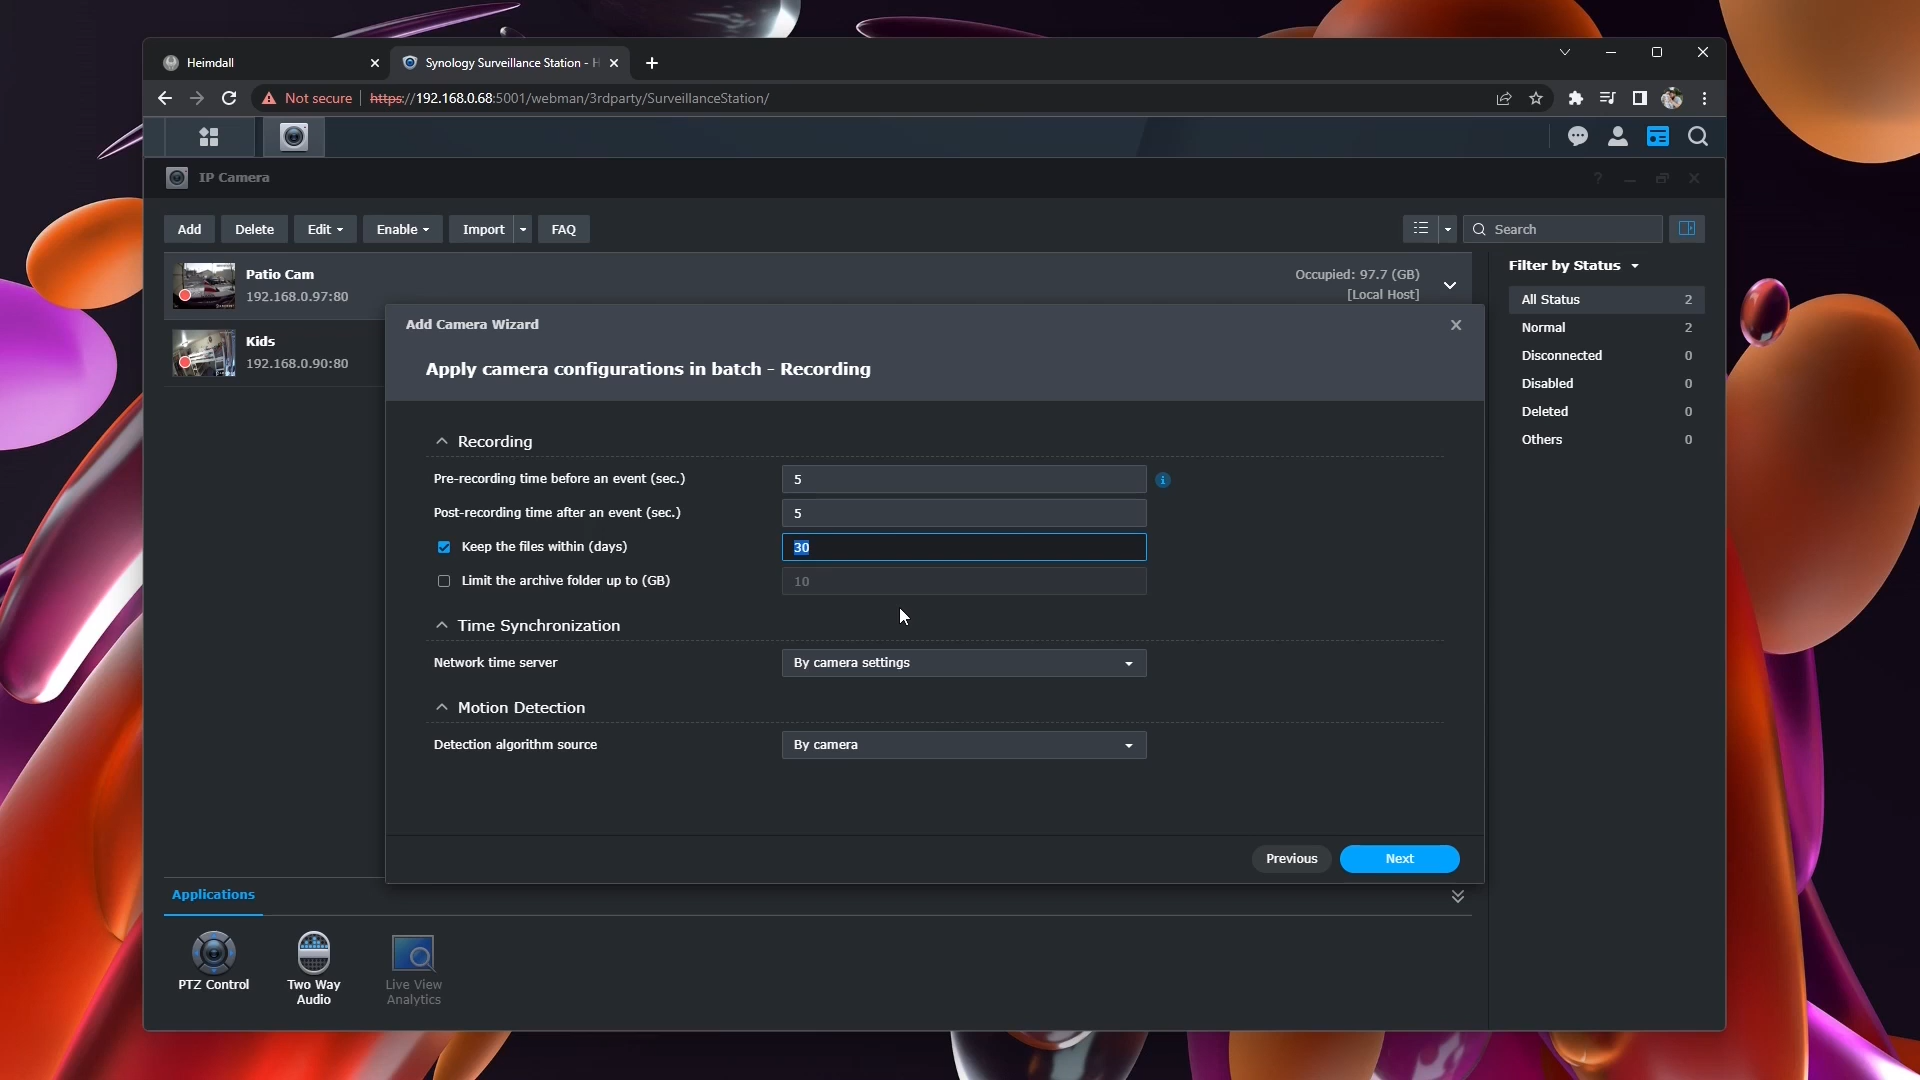 Heimdall
Synology Surveillance Station - H
Not secure
https://192.168.0.68:5001/webman/3rdparty/SurveillanceStation/
IP Camera
Add
Delete
Edit
Enable
Import
FAQ
Search
Patio Cam
192.168.0.97:80
Occupied: 97.7 (GB)
[Local Host]
Kids
192.168.0.90:80
Filter by Status
All Status 2
Normal 2
Disconnected 0
Disabled 0
Deleted 0
Others 0
Add Camera Wizard
Apply camera configurations in batch - Recording
Recording
Pre-recording time before an event (sec.) 5
Post-recording time after an event (sec.) 5
Keep the files within (days) 30
Limit the archive folder up to (GB) 10
Time Synchronization
Network time server By camera settings
Motion Detection
Detection algorithm source By camera
Previous
Next
Applications
PTZ Control
Two Way
Audio
Live View
Analytics